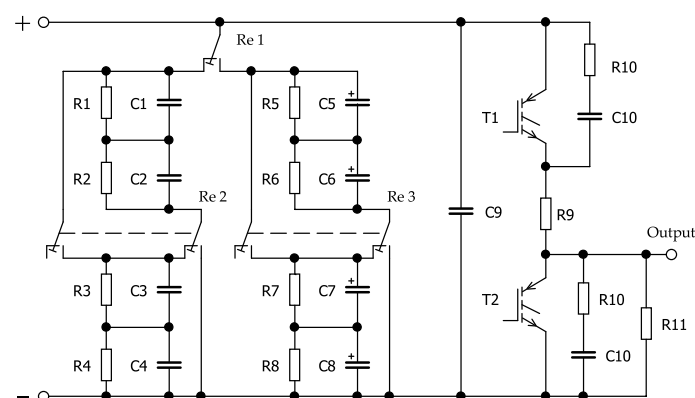 +
Re 1
R10
R1
C1
R5
+
C5
T1
C10
R2
C2
R6
+
C6
Re 2
Re 3
C9
R9
Output
R3
C3
R7
+
C7
T2
R10
R11
R4
C4
R8
+
C8
C10
−